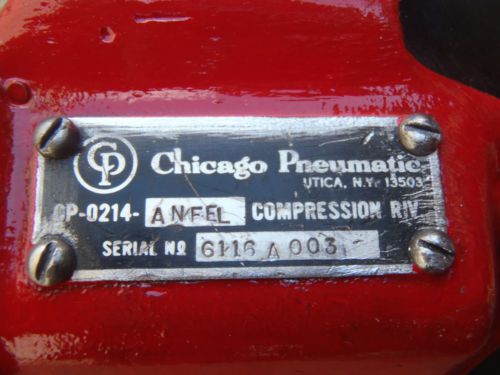 CP Chicago Pneumatic
UTICA, N.Y. 13503
CP-0214- ANFEL COMPRESSION RIV.
SERIAL No 6116 A 003